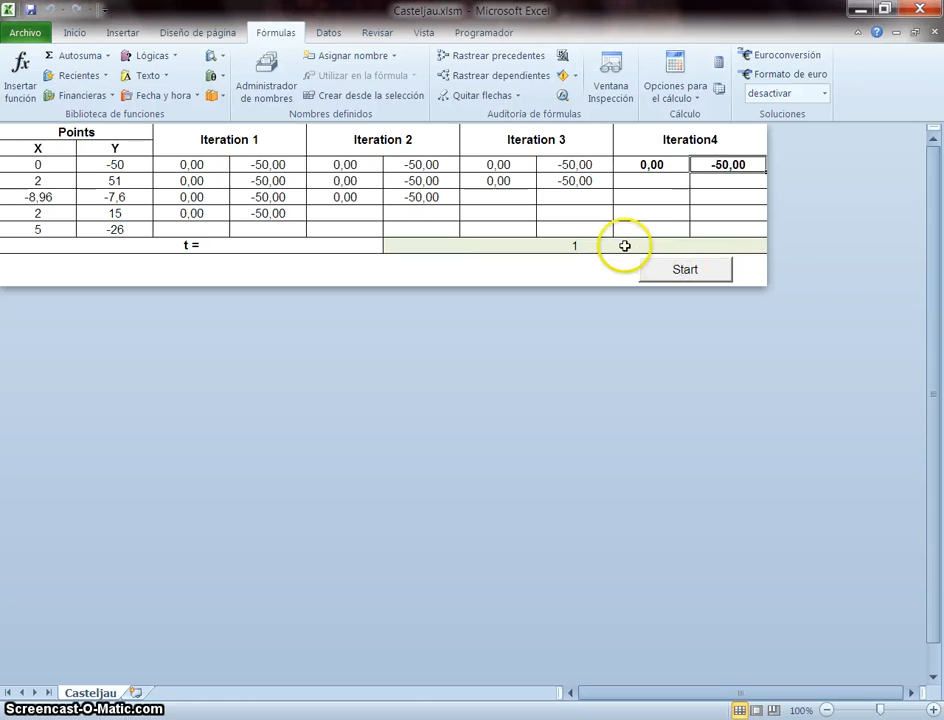 Casteljau.xlsm - Microsoft Excel
Archivo Inicio Insertar Diseño de página Fórmulas Datos Revisar Vista Programador
fx Σ Autosuma Lógicas Asignar nombre Rastrear precedentes Euroconversión
Insertar función Recientes Texto Administrador de nombres Utilizar en la fórmula Rastrear dependientes Ventana Inspección Opciones para el cálculo Formato de euro
Financieras Fecha y hora Crear desde la selección Quitar flechas desactivar
Biblioteca de funciones Nombres definidos Auditoría de fórmulas Cálculo Soluciones
Points Iteration 1 Iteration 2 Iteration 3 Iteration4
X Y
0 -50 0,00 -50,00 0,00 -50,00 0,00 -50,00 0,00 -50,00
2 51 0,00 -50,00 0,00 -50,00 0,00 -50,00
-8,96 -7,6 0,00 -50,00 0,00 -50,00
2 15 0,00 -50,00
5 -26
t = 1
Start
Casteljau
Screencast-O-Matic.com 100%